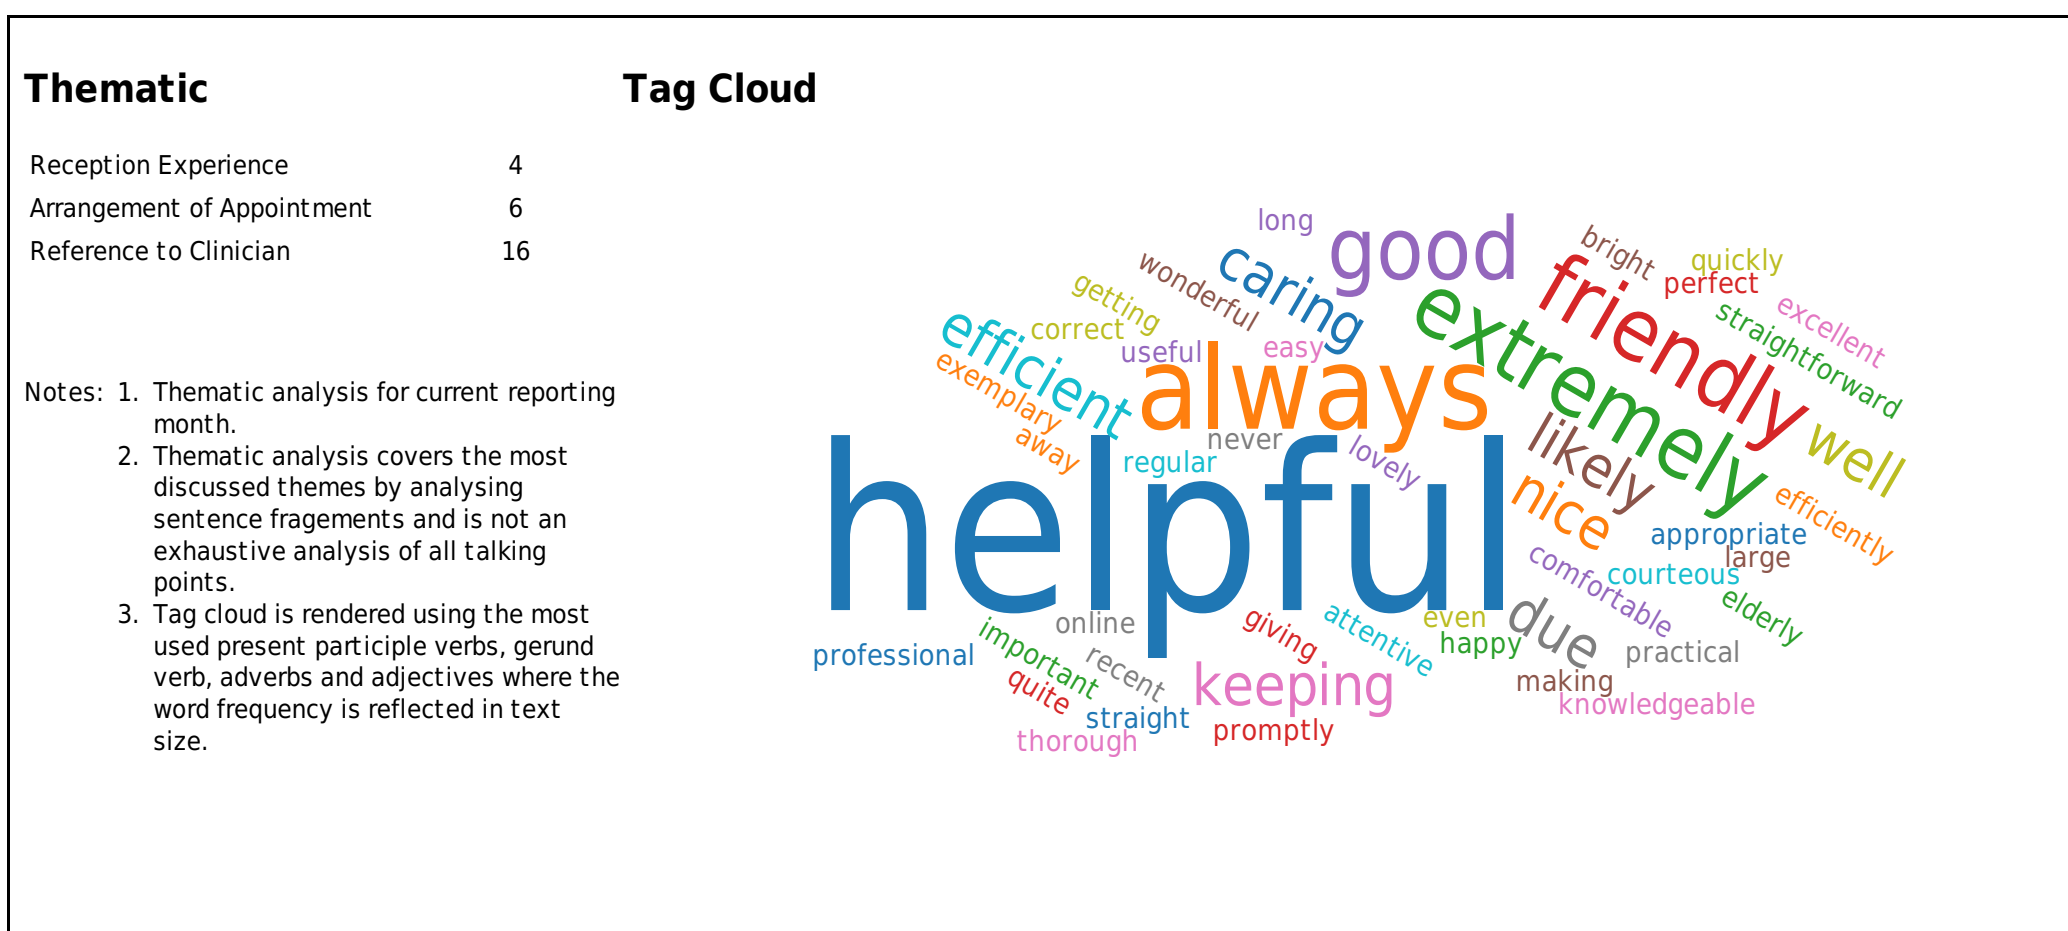 Thematic
Tag Cloud
Reception Experience 4
Arrangement of Appointment 6
Reference to Clinician 16
Notes: 1. Thematic analysis for current reporting
month.
2. Thematic analysis covers the most
discussed themes by analysing
sentence fragements and is not an
exhaustive analysis of all talking
points.
3. Tag cloud is rendered using the most
used present participle verbs, gerund
verb, adverbs and adjectives where the
word frequency is reflected in text
size.
long
good
bright
quickly
wonderful
caring
perfect
getting
friendly
excellent
correct
extremely
straightforward
efficient
useful
easy
exemplary
always
away
never
lovely
likely
well
regular
helpful
nice
efficiently
appropriate
large
comfortable
courteous
elderly
online
giving
attentive
even
due
professional
important
recent
happy
practical
quite
keeping
making
straight
promptly
knowledgeable
thorough